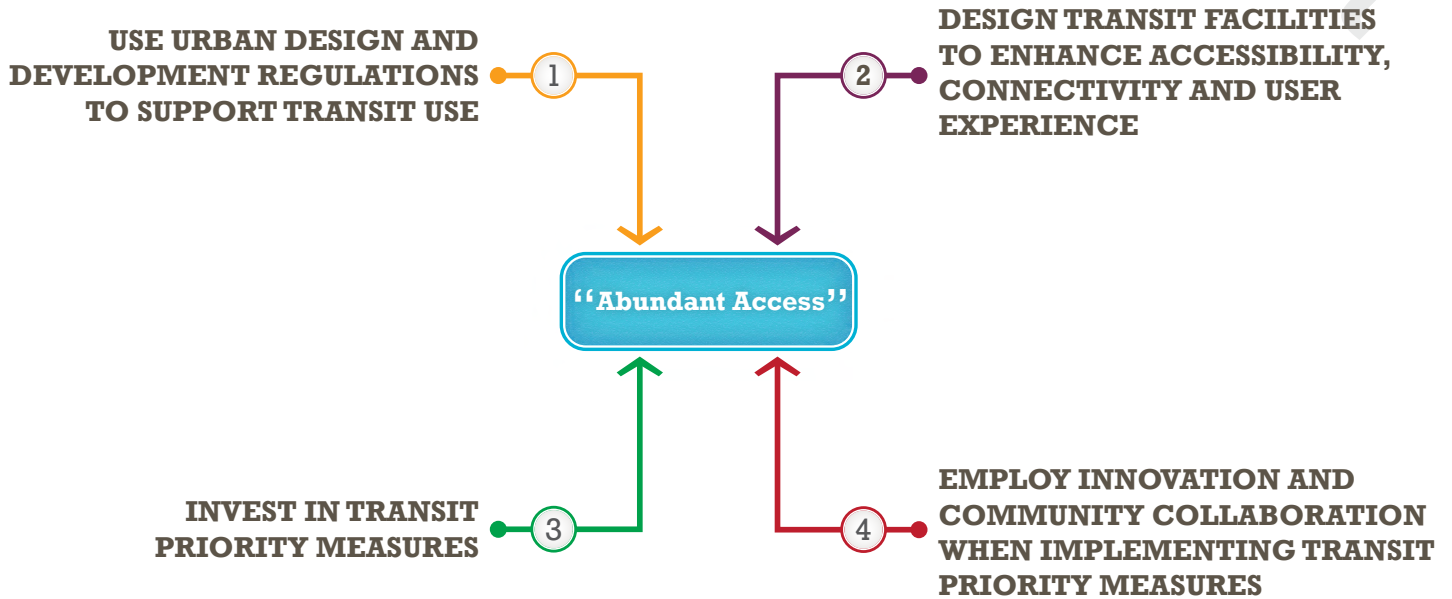 USE URBAN DESIGN AND
DEVELOPMENT REGULATIONS
TO SUPPORT TRANSIT USE
1
2
DESIGN TRANSIT FACILITIES
TO ENHANCE ACCESSIBILITY,
CONNECTIVITY AND USER
EXPERIENCE
“Abundant Access”
INVEST IN TRANSIT
PRIORITY MEASURES
3
4
EMPLOY INNOVATION AND
COMMUNITY COLLABORATION
WHEN IMPLEMENTING TRANSIT
PRIORITY MEASURES